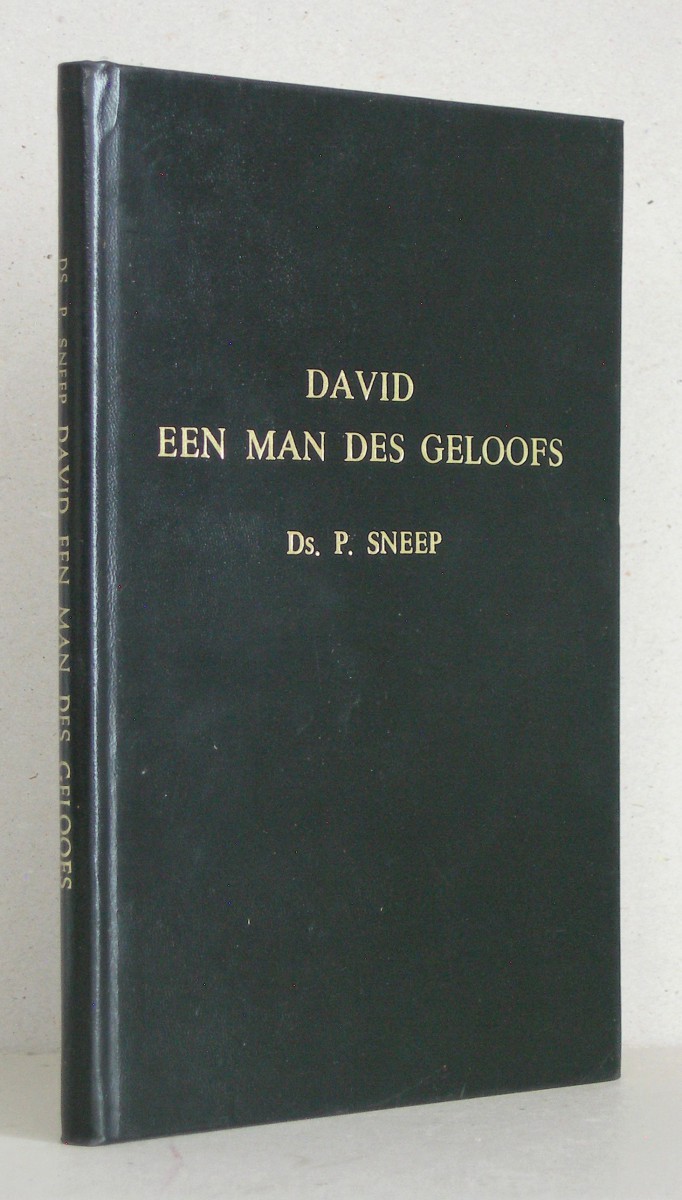 DAVID
EEN MAN DES GELOOFS
Ds. P. SNEEP
DS. P. SNEEP DAVID EEN MAN DES GELOOFS